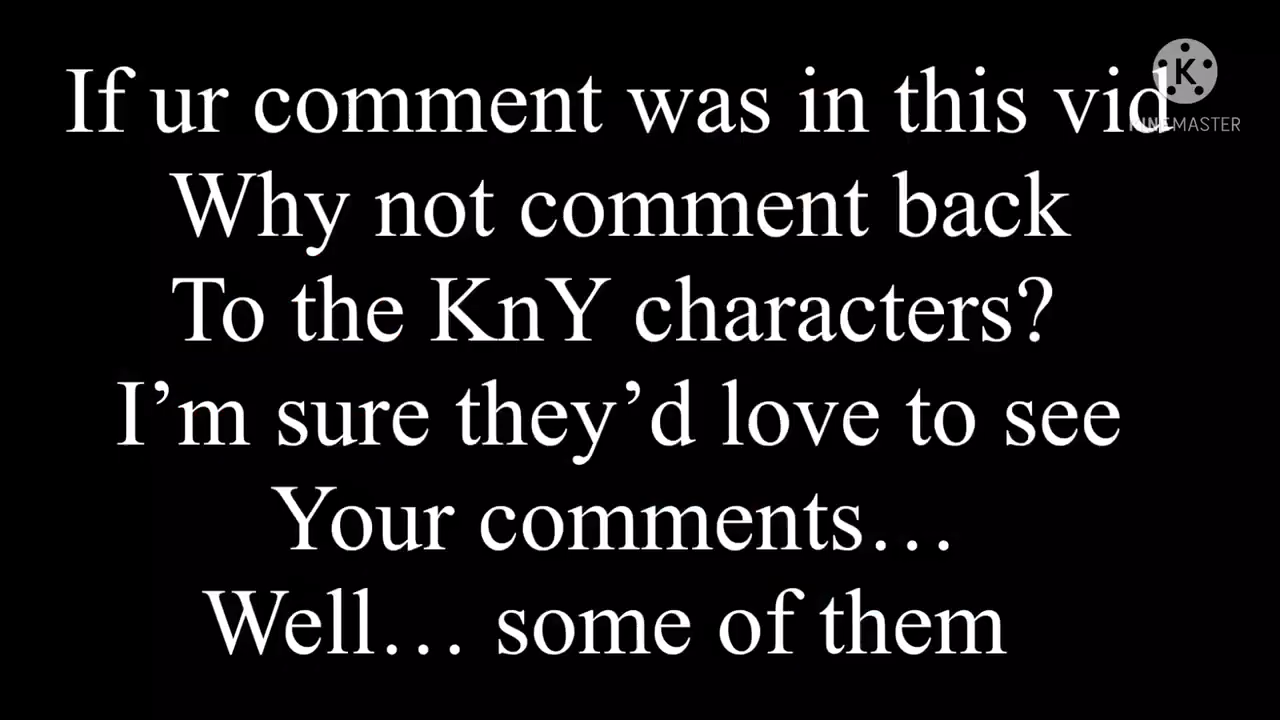 If ur comment was in this vid
Why not comment back
To the KnY characters?
I’m sure they’d love to see
Your comments…
Well… some of them
K
KINEMASTER